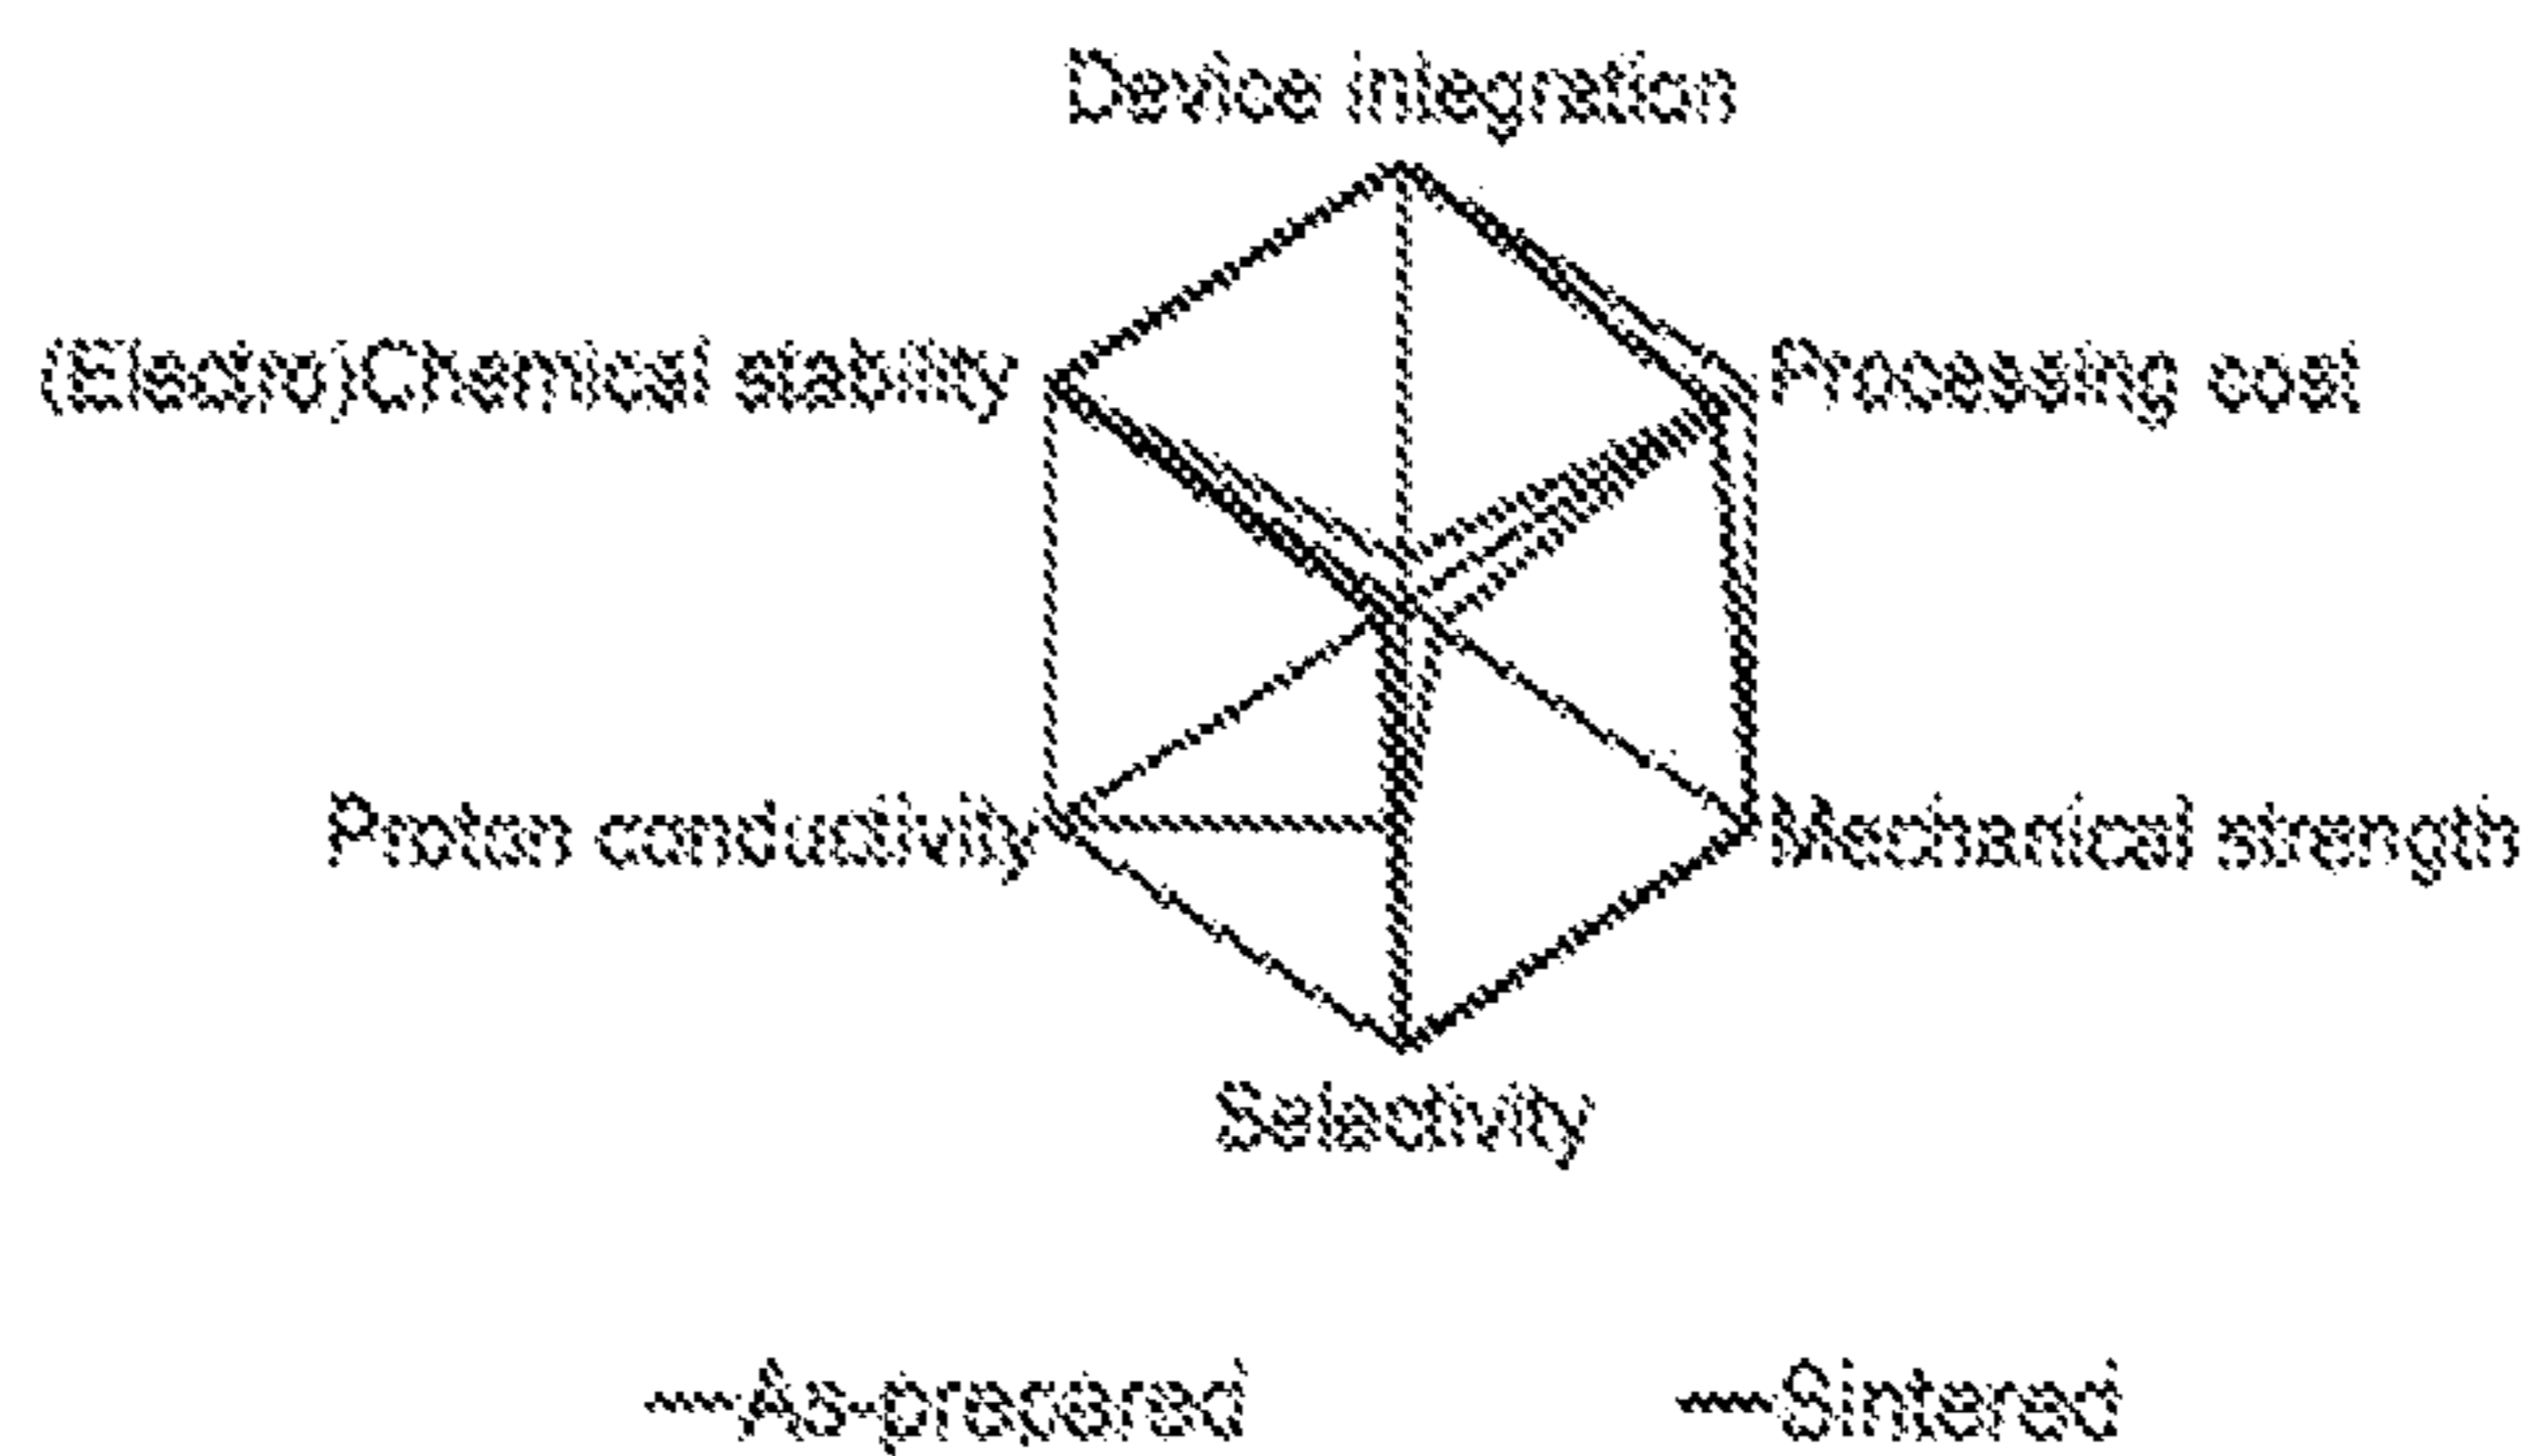 Device integration
(Electro)Chemical stability
Processing cost
Proton conductivity
Mechanical strength
Selectivity
As-prepared
Sintered